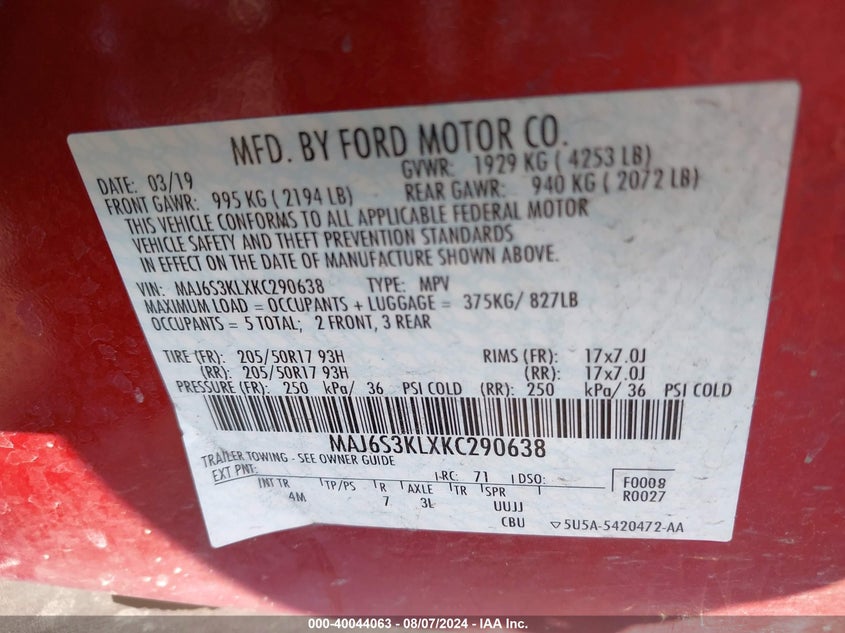 MFD. BY FORD MOTOR CO.
DATE: 03/19 GVWR: 1929 KG ( 4253 LB)
FRONT GAWR: 995 KG ( 2194 LB) REAR GAWR: 940 KG ( 2072 LB)
THIS VEHICLE CONFORMS TO ALL APPLICABLE FEDERAL MOTOR
VEHICLE SAFETY AND THEFT PREVENTION STANDARDS
IN EFFECT ON THE DATE OF MANUFACTURE SHOWN ABOVE.
VIN: MAJ6S3KLXKC290638 TYPE: MPV
MAXIMUM LOAD = OCCUPANTS + LUGGAGE = 375KG/ 827LB
OCCUPANTS = 5 TOTAL; 2 FRONT, 3 REAR
TIRE (FR): 205/50R17 93H RIMS (FR): 17x7.0J
(RR): 205/50R17 93H (RR): 17x7.0J
PRESSURE (FR): 250 kPa/ 36 PSI COLD (RR): 250 kPa/ 36 PSI COLD
MAJ6S3KLXKC290638
TRAILER TOWING - SEE OWNER GUIDE
EXT PNT: RC: 71 DSO: F0008
R0027
INT TR TP/PS R AXLE TR SPR
4M 7 3L UUJJ
CBU 5U5A-5420472-AA
000-40044063 - 08/07/2024 - IAA Inc.